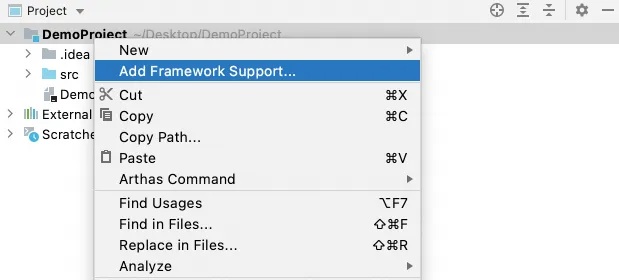 Project
DemoProject ~/Desktop/DemoProject
.idea
src
Demo
External
Scratche
New
Add Framework Support...
Cut ⌘X
Copy ⌘C
Copy Path...
Paste ⌘V
Arthas Command
Find Usages ⌥F7
Find in Files... ⇧⌘F
Replace in Files... ⇧⌘R
Analyze